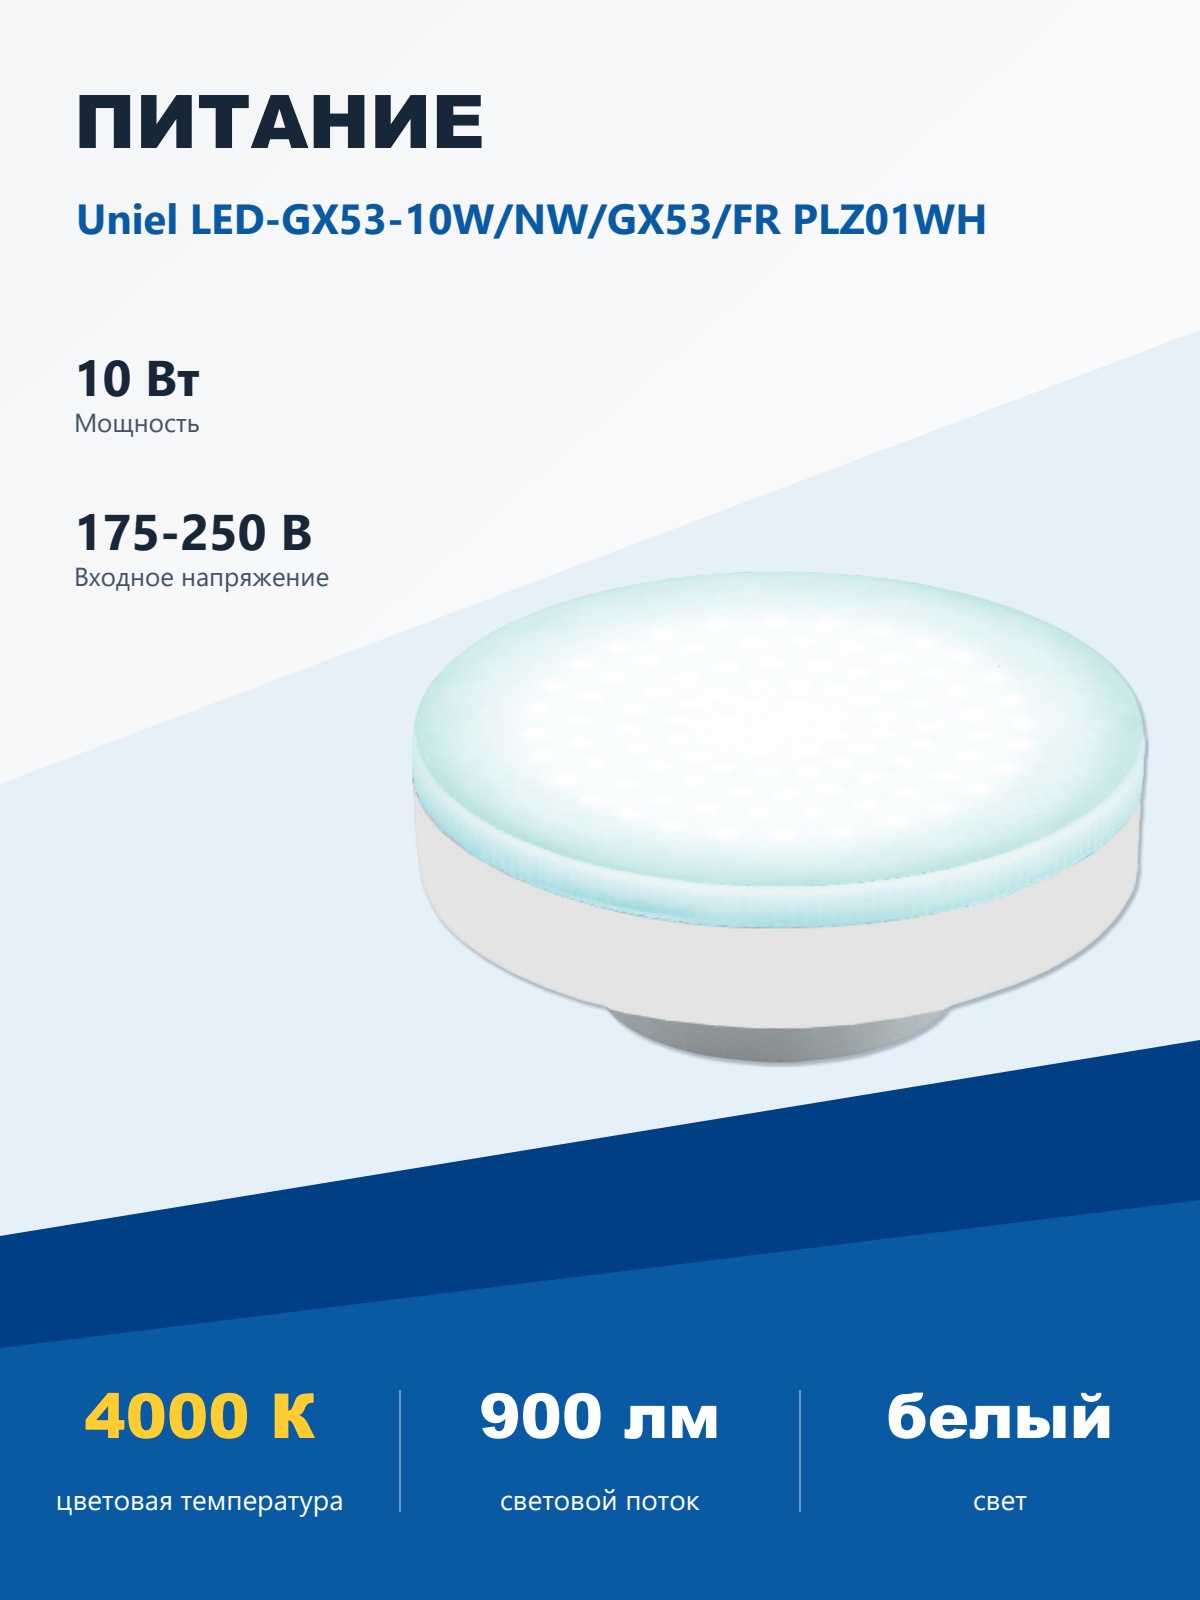 ПИТАНИЕ
Uniel LED-GX53-10W/NW/GX53/FR PLZ01WH
10 Вт
Мощность
175-250 В
Входное напряжение
4000 К
цветовая температура
900 лм
световой поток
белый
свет